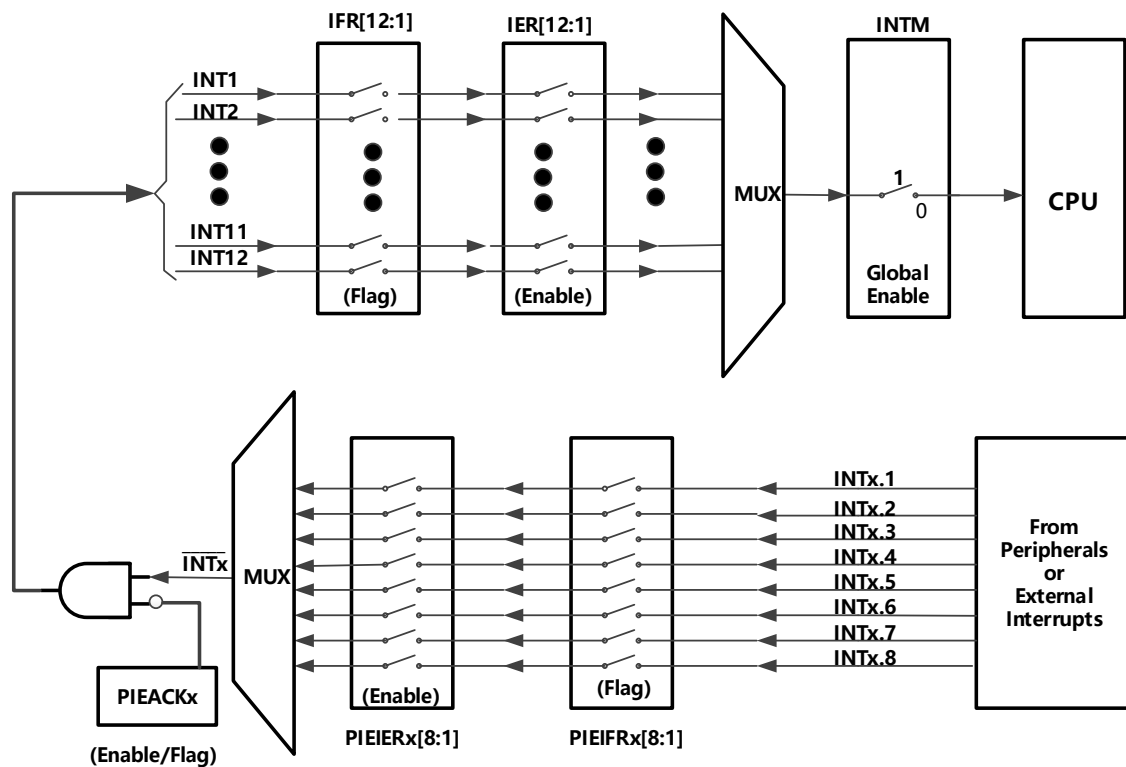 IFR[12:1]
IER[12:1]
INTM
INT1
INT2
INT11
INT12
(Flag)
(Enable)
MUX
1
0
Global
Enable
CPU
INTx
MUX
PIEACKx
(Enable/Flag)
(Enable)
PIEIERx[8:1]
(Flag)
PIEIFRx[8:1]
INTx.1
INTx.2
INTx.3
INTx.4
INTx.5
INTx.6
INTx.7
INTx.8
From
Peripherals
or
External
Interrupts